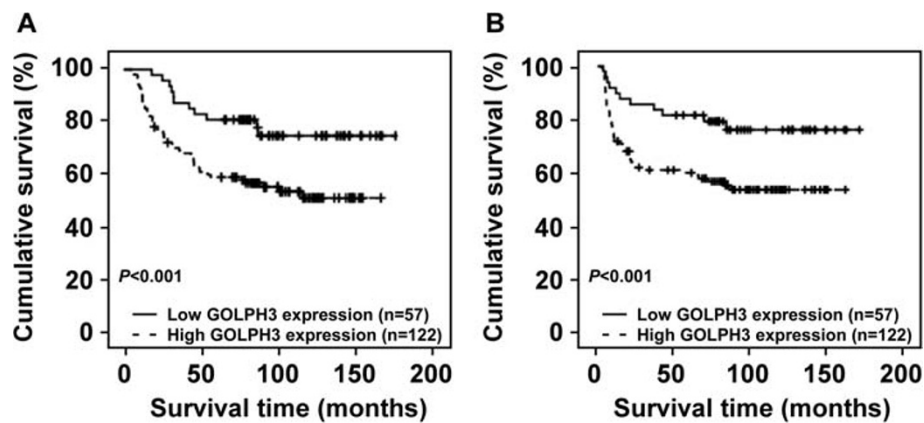 A
Cumulative survival (%)
100
80
60
40
20
0
P<0.001
Low GOLPH3 expression (n=57)
High GOLPH3 expression (n=122)
0 50 100 150 200
Survival time (months)
B
Cumulative survival (%)
100
80
60
40
20
0
P<0.001
Low GOLPH3 expression (n=57)
High GOLPH3 expression (n=122)
0 50 100 150 200
Survival time (months)